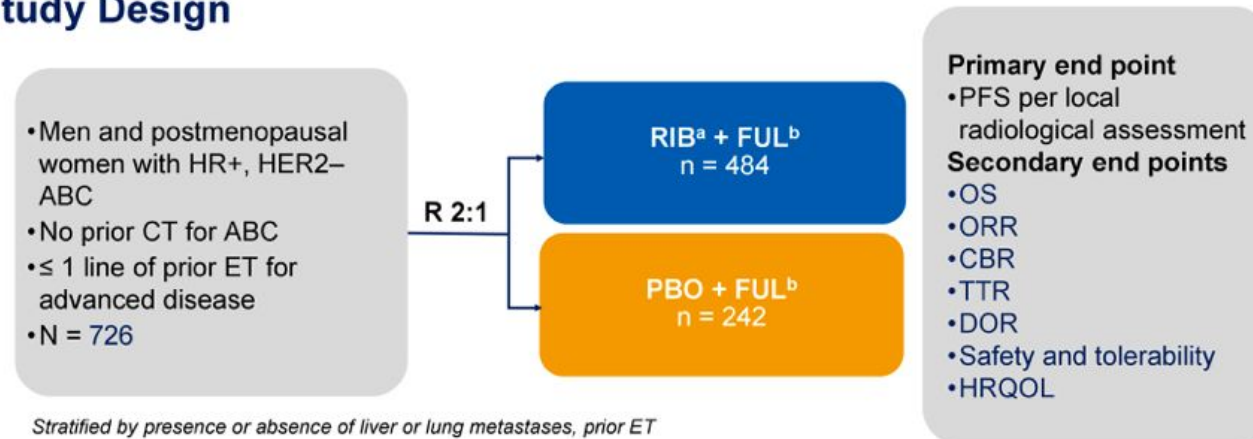 tudy Design
•Men and postmenopausal
women with HR+, HER2–
ABC
•No prior CT for ABC
•≤ 1 line of prior ET for
advanced disease
•N = 726
R 2:1
RIBᵃ + FULᵇ
n = 484
PBO + FULᵇ
n = 242
Primary end point
•PFS per local
radiological assessment
Secondary end points
•OS
•ORR
•CBR
•TTR
•DOR
•Safety and tolerability
•HRQOL
Stratified by presence or absence of liver or lung metastases, prior ET